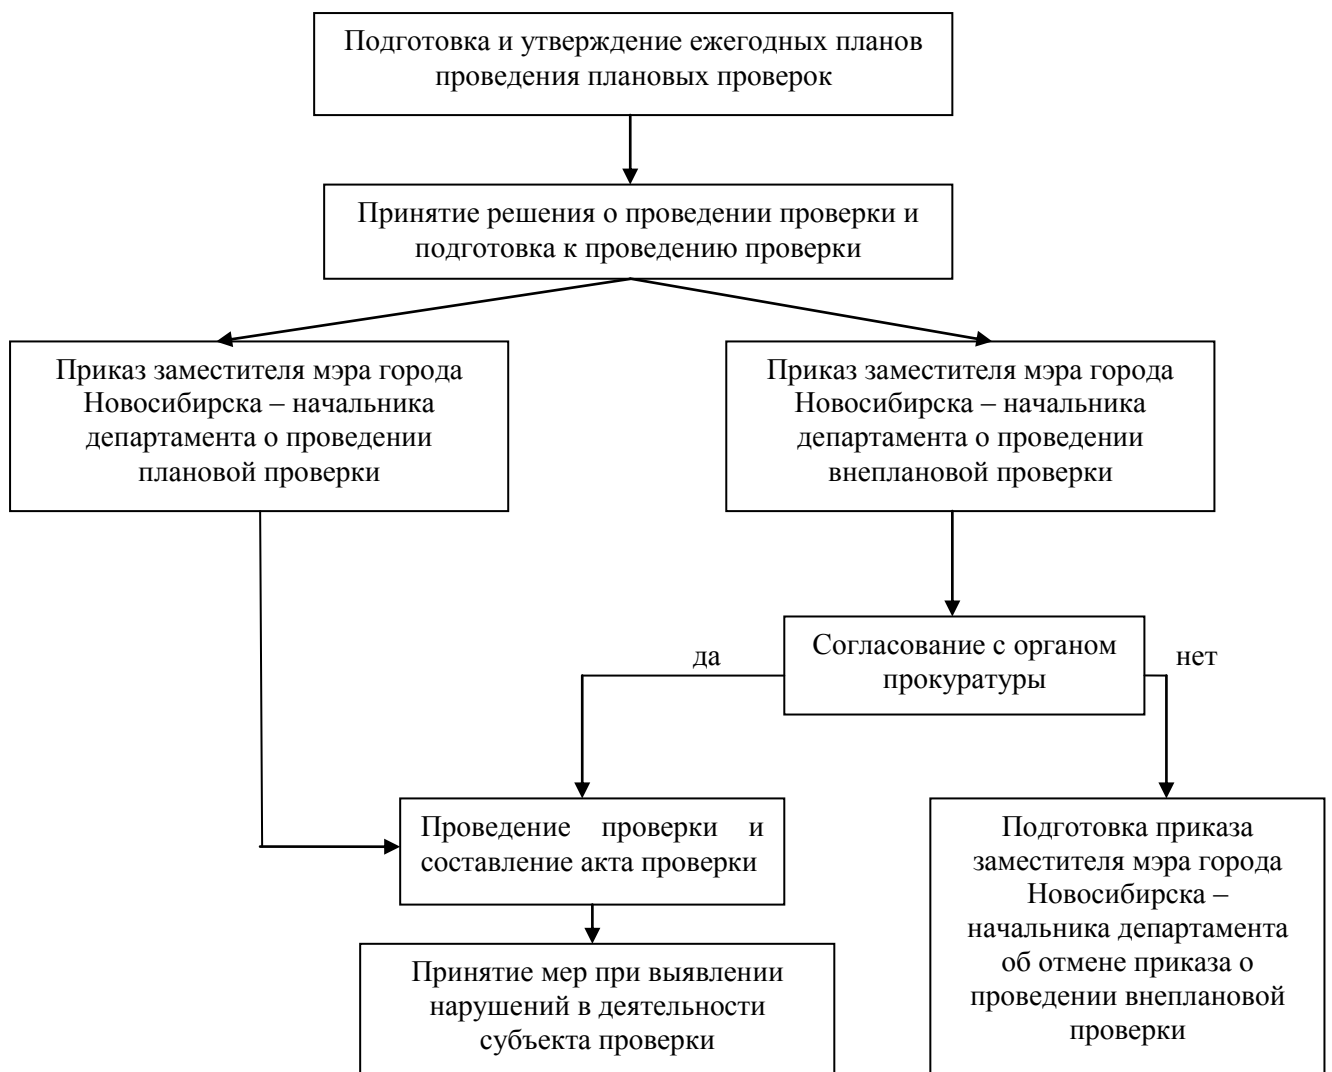 Подготовка и утверждение ежегодных планов
проведения плановых проверок
Принятие решения о проведении проверки и
подготовка к проведению проверки
Приказ заместителя мэра города
Новосибирска – начальника
департамента о проведении
плановой проверки
Приказ заместителя мэра города
Новосибирска – начальника
департамента о проведении
внеплановой проверки
Согласование с органом
прокуратуры
да
нет
Проведение проверки и
составление акта проверки
Подготовка приказа
заместителя мэра города
Новосибирска –
начальника департамента
об отмене приказа о
проведении внеплановой
проверки
Принятие мер при выявлении
нарушений в деятельности
субъекта проверки